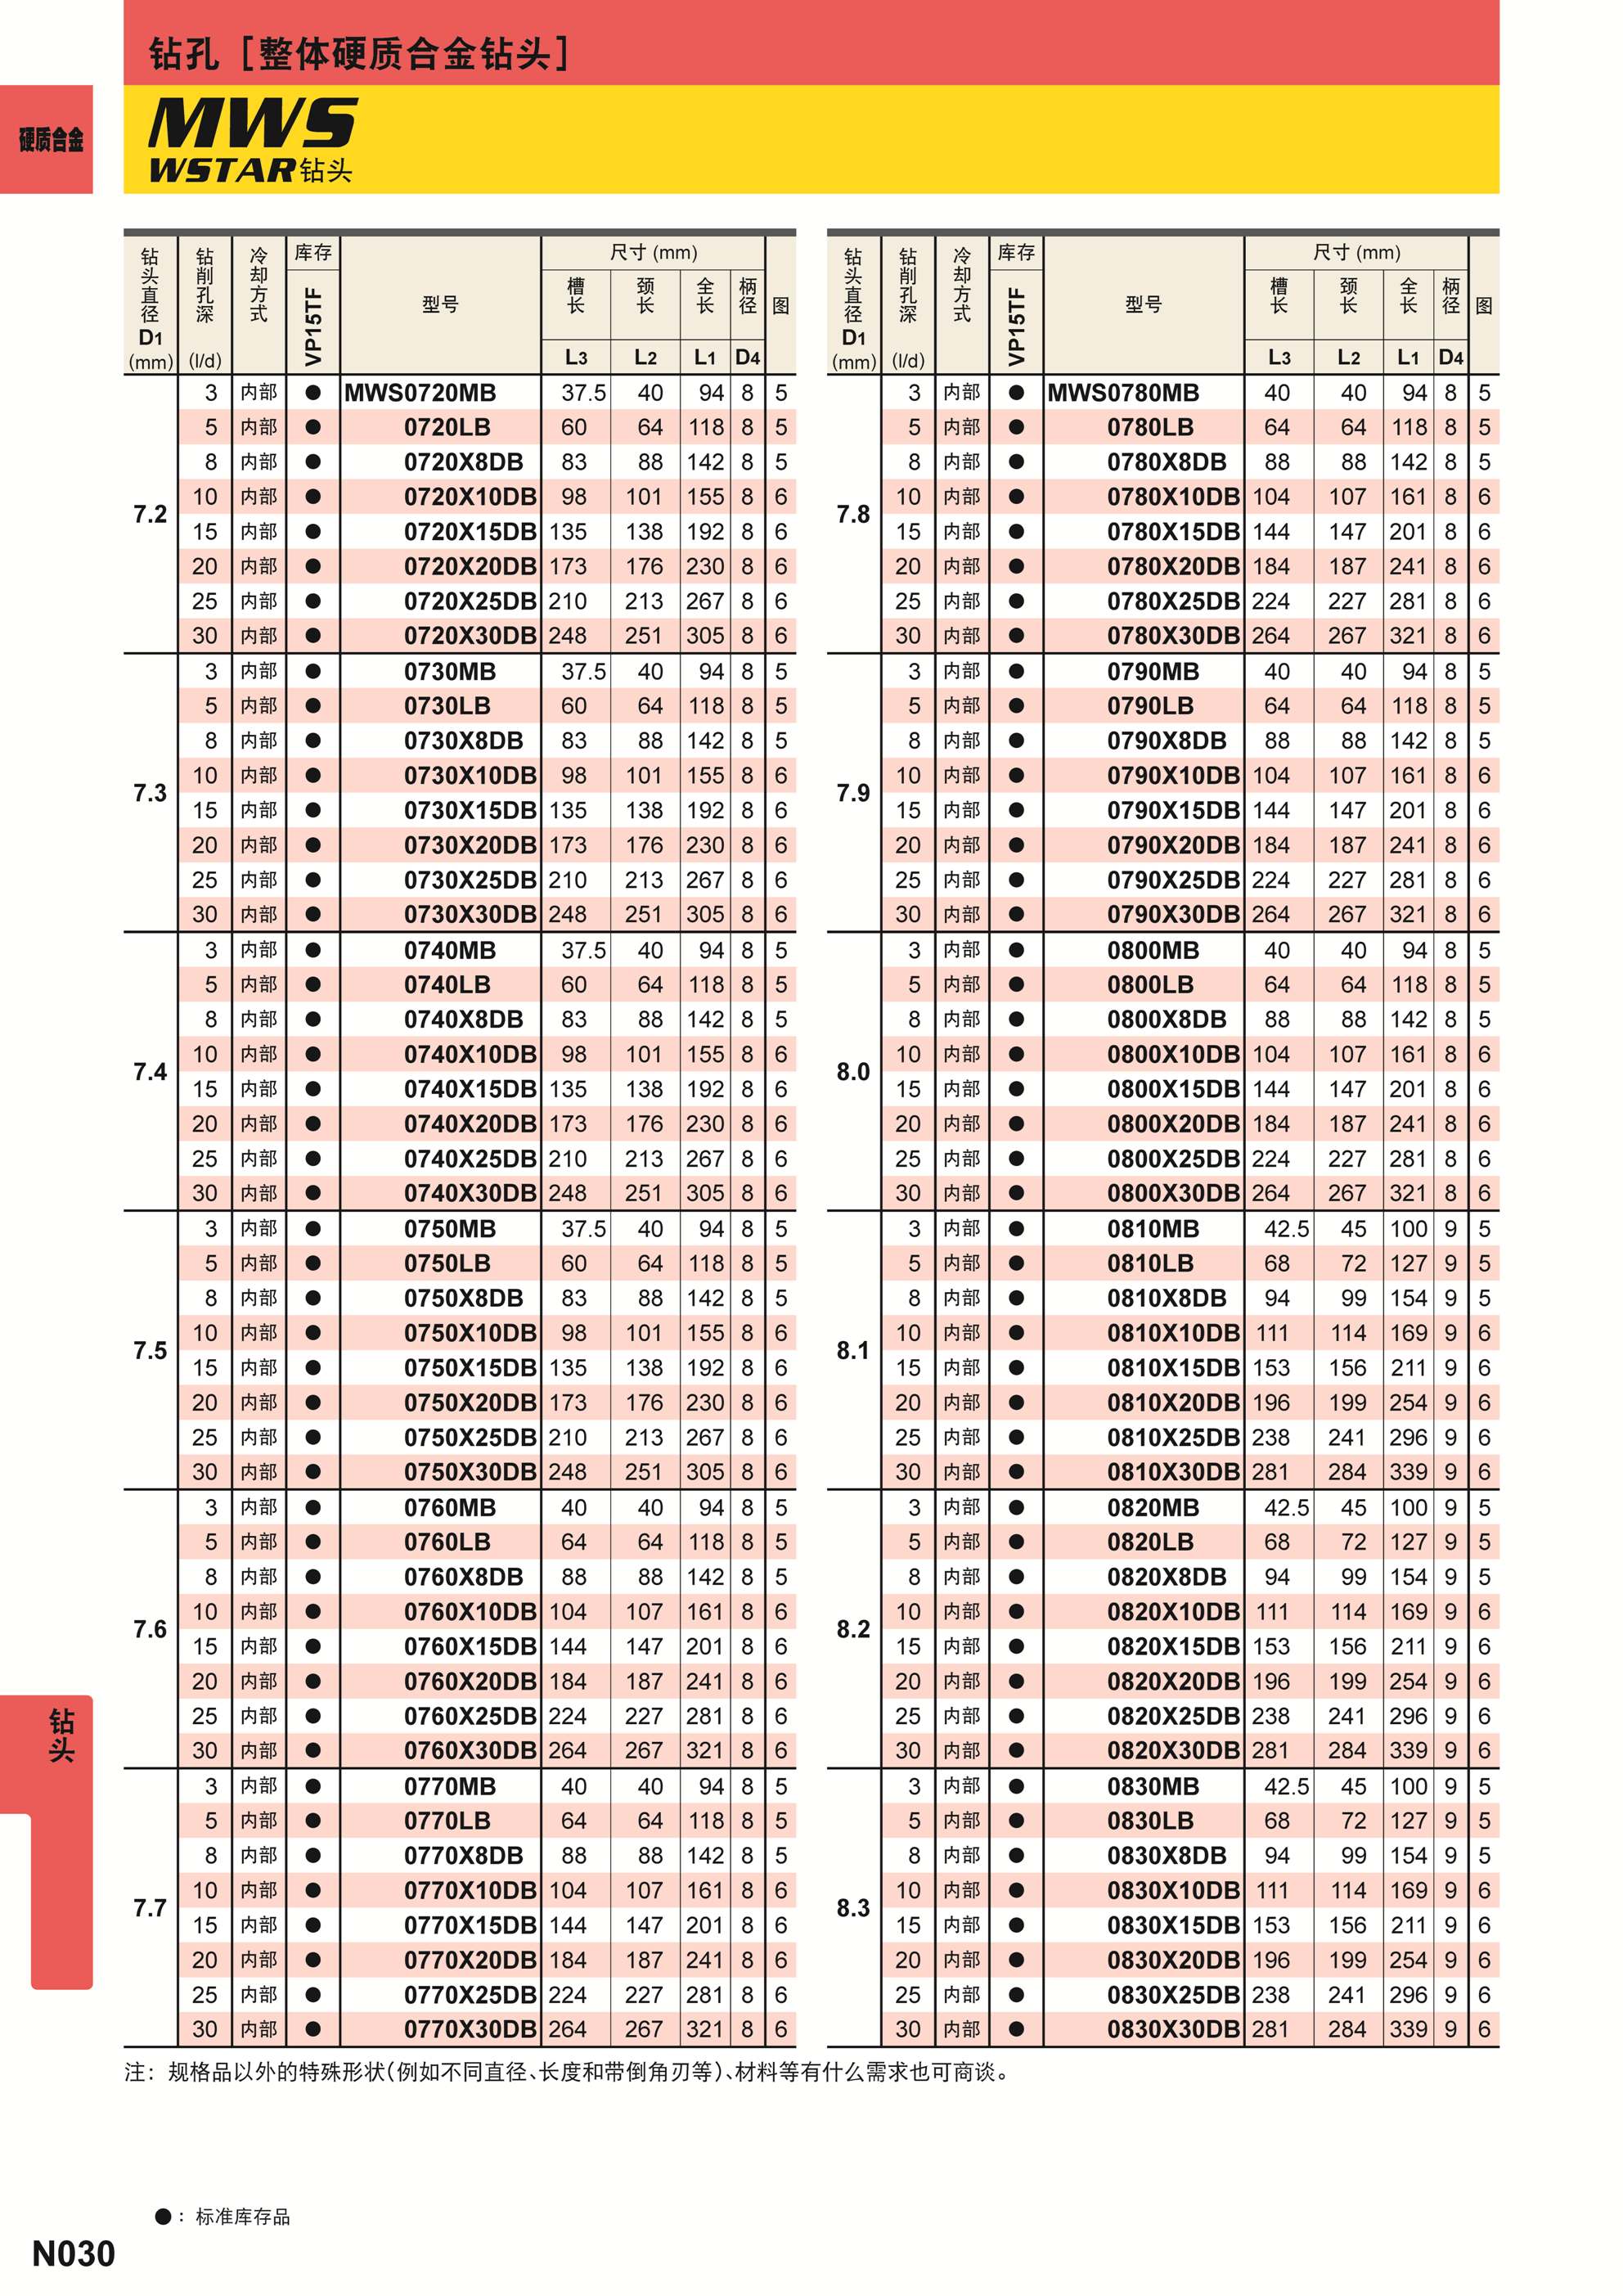 钻孔［整体硬质合金钻头］
硬质合金
MWS
WSTAR钻头
钻头直径 D1 (mm) 钻削孔深 (l/d) 冷却方式 库存 VP15TF 型号 尺寸 (mm) 槽长 L3 颈长 L2 全长 L1 柄径 D4 图
7.2
3 内部 ● MWS0720MB 37.5 40 94 8 5
5 内部 ● 0720LB 60 64 118 8 5
8 内部 ● 0720X8DB 83 88 142 8 5
10 内部 ● 0720X10DB 98 101 155 8 6
15 内部 ● 0720X15DB 135 138 192 8 6
20 内部 ● 0720X20DB 173 176 230 8 6
25 内部 ● 0720X25DB 210 213 267 8 6
30 内部 ● 0720X30DB 248 251 305 8 6
7.3
3 内部 ● 0730MB 37.5 40 94 8 5
5 内部 ● 0730LB 60 64 118 8 5
8 内部 ● 0730X8DB 83 88 142 8 5
10 内部 ● 0730X10DB 98 101 155 8 6
15 内部 ● 0730X15DB 135 138 192 8 6
20 内部 ● 0730X20DB 173 176 230 8 6
25 内部 ● 0730X25DB 210 213 267 8 6
30 内部 ● 0730X30DB 248 251 305 8 6
7.4
3 内部 ● 0740MB 37.5 40 94 8 5
5 内部 ● 0740LB 60 64 118 8 5
8 内部 ● 0740X8DB 83 88 142 8 5
10 内部 ● 0740X10DB 98 101 155 8 6
15 内部 ● 0740X15DB 135 138 192 8 6
20 内部 ● 0740X20DB 173 176 230 8 6
25 内部 ● 0740X25DB 210 213 267 8 6
30 内部 ● 0740X30DB 248 251 305 8 6
7.5
3 内部 ● 0750MB 37.5 40 94 8 5
5 内部 ● 0750LB 60 64 118 8 5
8 内部 ● 0750X8DB 83 88 142 8 5
10 内部 ● 0750X10DB 98 101 155 8 6
15 内部 ● 0750X15DB 135 138 192 8 6
20 内部 ● 0750X20DB 173 176 230 8 6
25 内部 ● 0750X25DB 210 213 267 8 6
30 内部 ● 0750X30DB 248 251 305 8 6
7.6
3 内部 ● 0760MB 40 40 94 8 5
5 内部 ● 0760LB 64 64 118 8 5
8 内部 ● 0760X8DB 88 88 142 8 5
10 内部 ● 0760X10DB 104 107 161 8 6
15 内部 ● 0760X15DB 144 147 201 8 6
20 内部 ● 0760X20DB 184 187 241 8 6
25 内部 ● 0760X25DB 224 227 281 8 6
30 内部 ● 0760X30DB 264 267 321 8 6
7.7
3 内部 ● 0770MB 40 40 94 8 5
5 内部 ● 0770LB 64 64 118 8 5
8 内部 ● 0770X8DB 88 88 142 8 5
10 内部 ● 0770X10DB 104 107 161 8 6
15 内部 ● 0770X15DB 144 147 201 8 6
20 内部 ● 0770X20DB 184 187 241 8 6
25 内部 ● 0770X25DB 224 227 281 8 6
30 内部 ● 0770X30DB 264 267 321 8 6
钻头直径 D1 (mm) 钻削孔深 (l/d) 冷却方式 库存 VP15TF 型号 尺寸 (mm) 槽长 L3 颈长 L2 全长 L1 柄径 D4 图
7.8
3 内部 ● MWS0780MB 40 40 94 8 5
5 内部 ● 0780LB 64 64 118 8 5
8 内部 ● 0780X8DB 88 88 142 8 5
10 内部 ● 0780X10DB 104 107 161 8 6
15 内部 ● 0780X15DB 144 147 201 8 6
20 内部 ● 0780X20DB 184 187 241 8 6
25 内部 ● 0780X25DB 224 227 281 8 6
30 内部 ● 0780X30DB 264 267 321 8 6
7.9
3 内部 ● 0790MB 40 40 94 8 5
5 内部 ● 0790LB 64 64 118 8 5
8 内部 ● 0790X8DB 88 88 142 8 5
10 内部 ● 0790X10DB 104 107 161 8 6
15 内部 ● 0790X15DB 144 147 201 8 6
20 内部 ● 0790X20DB 184 187 241 8 6
25 内部 ● 0790X25DB 224 227 281 8 6
30 内部 ● 0790X30DB 264 267 321 8 6
8.0
3 内部 ● 0800MB 40 40 94 8 5
5 内部 ● 0800LB 64 64 118 8 5
8 内部 ● 0800X8DB 88 88 142 8 5
10 内部 ● 0800X10DB 104 107 161 8 6
15 内部 ● 0800X15DB 144 147 201 8 6
20 内部 ● 0800X20DB 184 187 241 8 6
25 内部 ● 0800X25DB 224 227 281 8 6
30 内部 ● 0800X30DB 264 267 321 8 6
8.1
3 内部 ● 0810MB 42.5 45 100 9 5
5 内部 ● 0810LB 68 72 127 9 5
8 内部 ● 0810X8DB 94 99 154 9 5
10 内部 ● 0810X10DB 111 114 169 9 6
15 内部 ● 0810X15DB 153 156 211 9 6
20 内部 ● 0810X20DB 196 199 254 9 6
25 内部 ● 0810X25DB 238 241 296 9 6
30 内部 ● 0810X30DB 281 284 339 9 6
8.2
3 内部 ● 0820MB 42.5 45 100 9 5
5 内部 ● 0820LB 68 72 127 9 5
8 内部 ● 0820X8DB 94 99 154 9 5
10 内部 ● 0820X10DB 111 114 169 9 6
15 内部 ● 0820X15DB 153 156 211 9 6
20 内部 ● 0820X20DB 196 199 254 9 6
25 内部 ● 0820X25DB 238 241 296 9 6
30 内部 ● 0820X30DB 281 284 339 9 6
8.3
3 内部 ● 0830MB 42.5 45 100 9 5
5 内部 ● 0830LB 68 72 127 9 5
8 内部 ● 0830X8DB 94 99 154 9 5
10 内部 ● 0830X10DB 111 114 169 9 6
15 内部 ● 0830X15DB 153 156 211 9 6
20 内部 ● 0830X20DB 196 199 254 9 6
25 内部 ● 0830X25DB 238 241 296 9 6
30 内部 ● 0830X30DB 281 284 339 9 6
钻头
注：规格品以外的特殊形状（例如不同直径、长度和带倒角刃等）、材料等有什么需求也可商谈。
●：标准库存品
N030